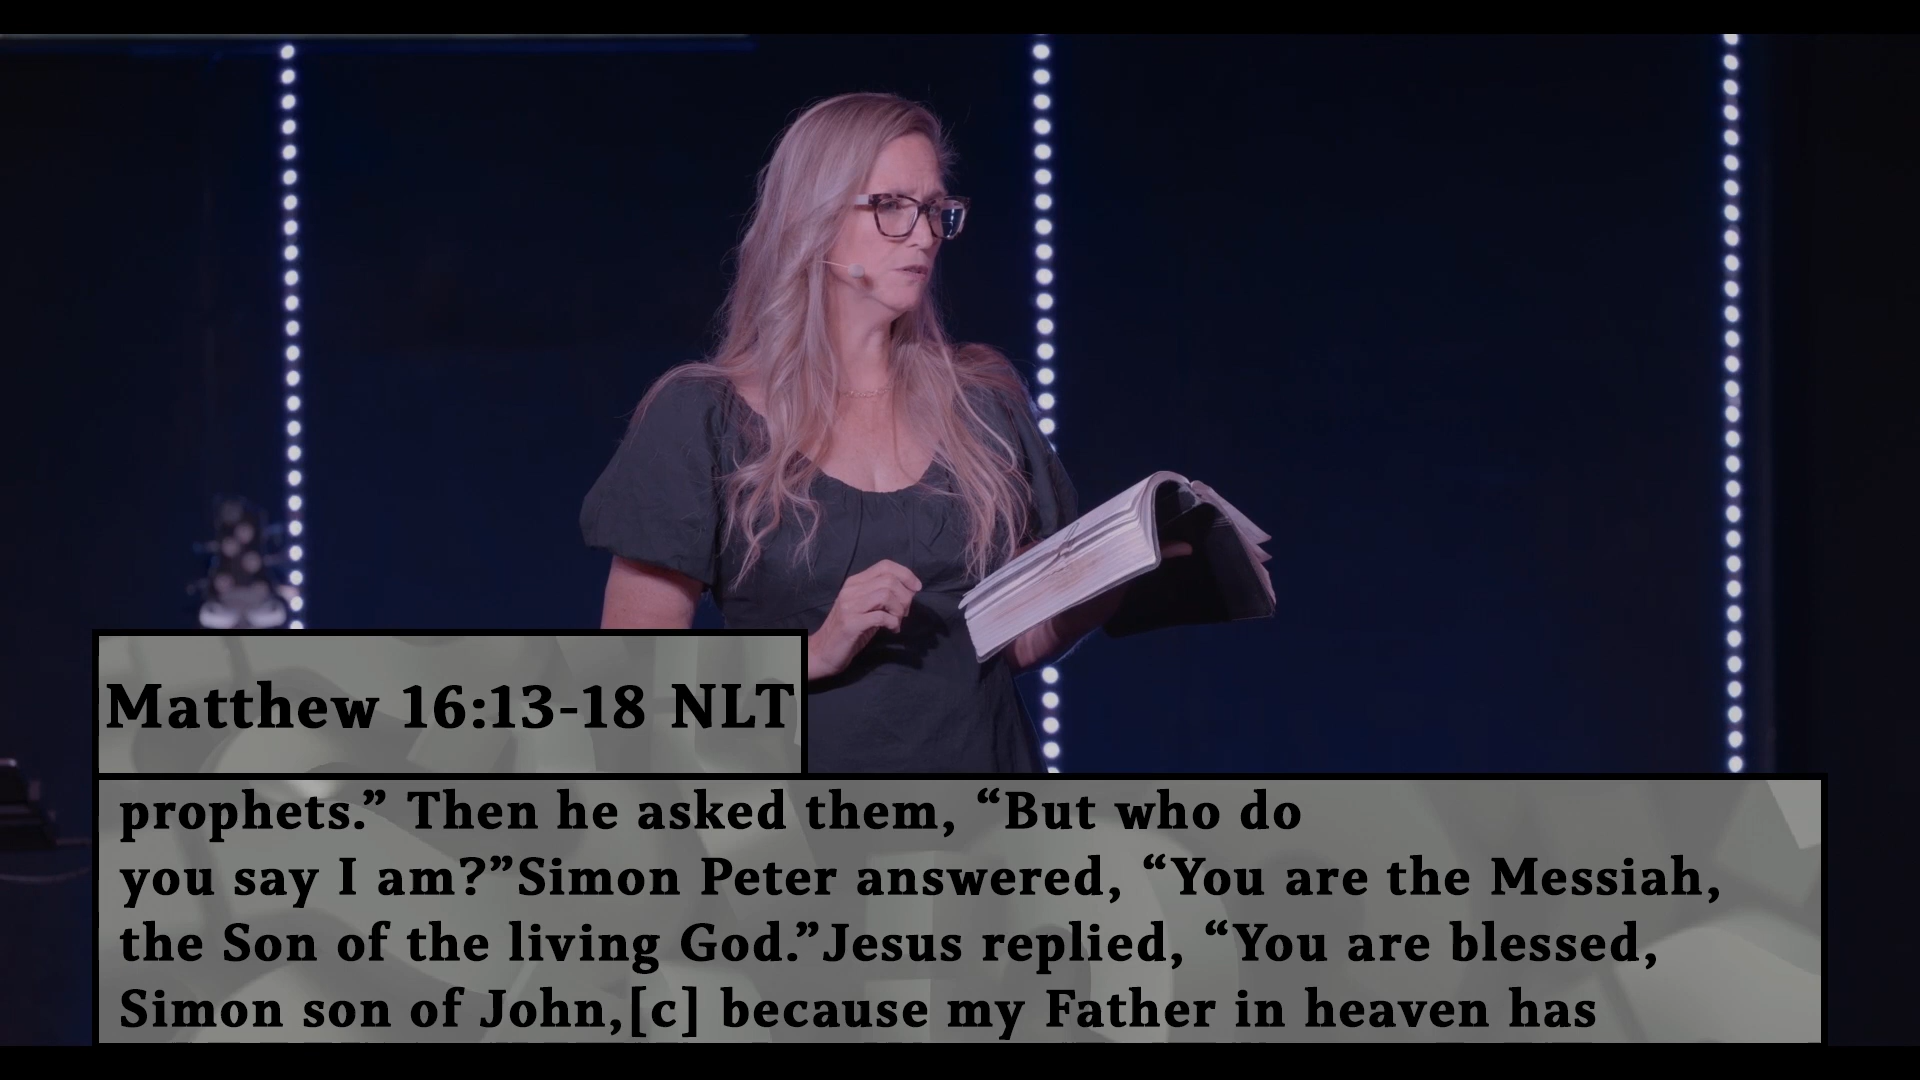 Matthew 16:13-18 NLT
prophets.” Then he asked them, “But who do
you say I am?”Simon Peter answered, “You are the Messiah,
the Son of the living God.”Jesus replied, “You are blessed,
Simon son of John,[c] because my Father in heaven has